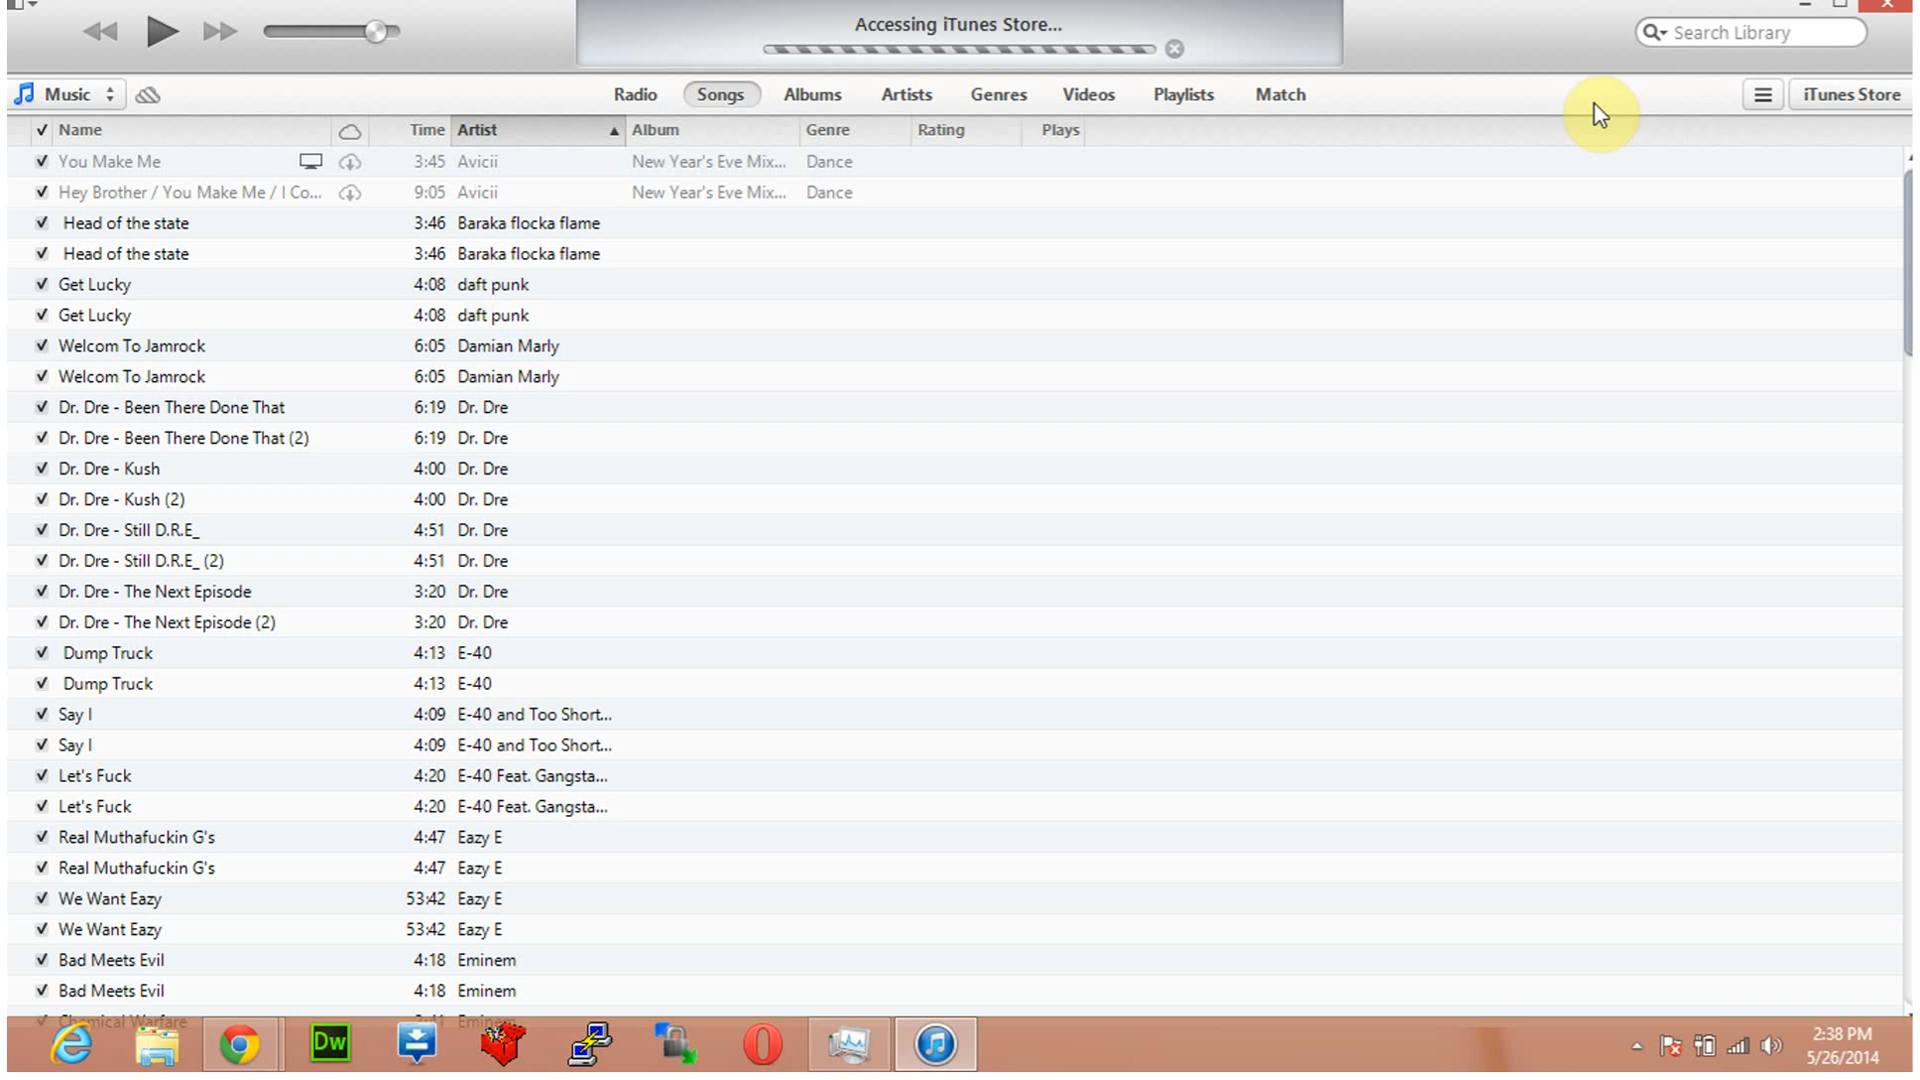 Accessing iTunes Store...
Search Library
Music
Radio Songs Albums Artists Genres Videos Playlists Match
iTunes Store
Name Time Artist Album Genre Rating Plays
You Make Me 3:45 Avicii New Year's Eve Mix... Dance
Hey Brother / You Make Me / I Co... 9:05 Avicii New Year's Eve Mix... Dance
Head of the state 3:46 Baraka flocka flame
Head of the state 3:46 Baraka flocka flame
Get Lucky 4:08 daft punk
Get Lucky 4:08 daft punk
Welcom To Jamrock 6:05 Damian Marly
Welcom To Jamrock 6:05 Damian Marly
Dr. Dre - Been There Done That 6:19 Dr. Dre
Dr. Dre - Been There Done That (2) 6:19 Dr. Dre
Dr. Dre - Kush 4:00 Dr. Dre
Dr. Dre - Kush (2) 4:00 Dr. Dre
Dr. Dre - Still D.R.E_ 4:51 Dr. Dre
Dr. Dre - Still D.R.E_ (2) 4:51 Dr. Dre
Dr. Dre - The Next Episode 3:20 Dr. Dre
Dr. Dre - The Next Episode (2) 3:20 Dr. Dre
Dump Truck 4:13 E-40
Dump Truck 4:13 E-40
Say I 4:09 E-40 and Too Short...
Say I 4:09 E-40 and Too Short...
Let's Fuck 4:20 E-40 Feat. Gangsta...
Let's Fuck 4:20 E-40 Feat. Gangsta...
Real Muthafuckin G's 4:47 Eazy E
Real Muthafuckin G's 4:47 Eazy E
We Want Eazy 53:42 Eazy E
We Want Eazy 53:42 Eazy E
Bad Meets Evil 4:18 Eminem
Bad Meets Evil 4:18 Eminem
Chemical Warfare Eminem
Dw
2:38 PM
5/26/2014